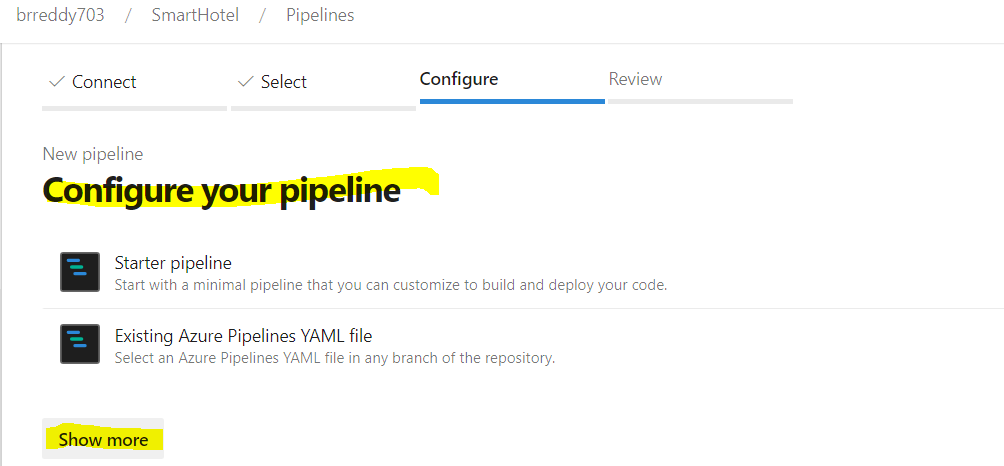 brreddy703 / SmartHotel / Pipelines
Connect Select Configure Review
New pipeline
Configure your pipeline
Starter pipeline
Start with a minimal pipeline that you can customize to build and deploy your code.
Existing Azure Pipelines YAML file
Select an Azure Pipelines YAML file in any branch of the repository.
Show more